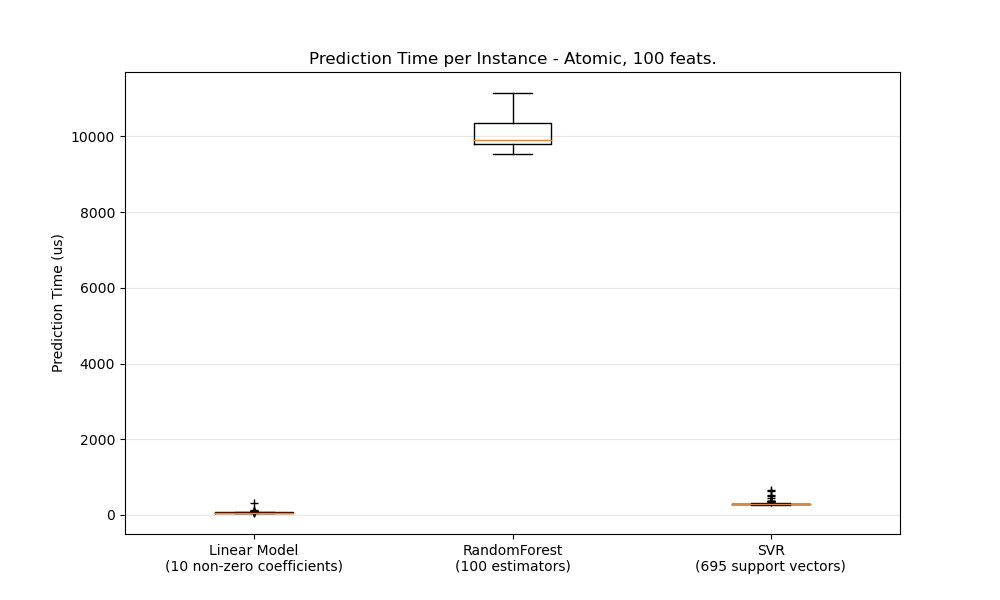 Prediction Time per Instance - Atomic, 100 feats.
Prediction Time (us)
10000
8000
6000
4000
2000
0
Linear Model
(10 non-zero coefficients)
RandomForest
(100 estimators)
SVR
(695 support vectors)